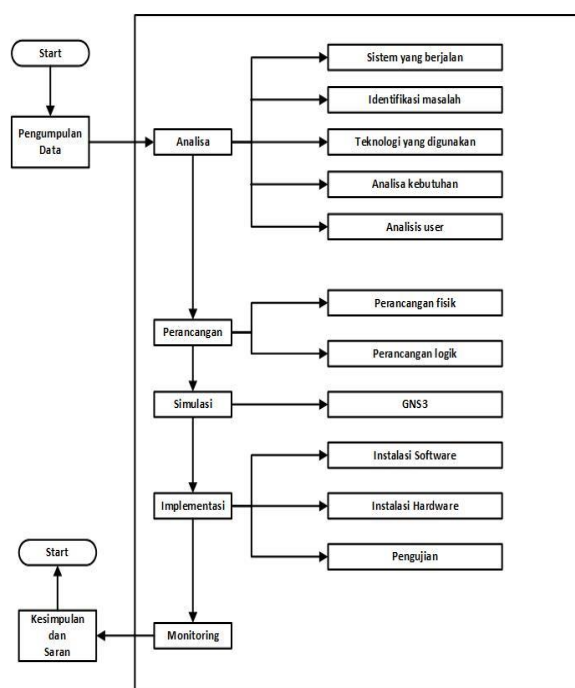 Start
Pengumpulan
Data
Analisa
Sistem yang berjalan
Identifikasi masalah
Teknologi yang digunakan
Analisa kebutuhan
Analisis user
Perancangan
Perancangan fisik
Perancangan logik
Simulasi
GNS3
Implementasi
Instalasi Software
Instalasi Hardware
Pengujian
Monitoring
Kesimpulan
dan
Saran
Start